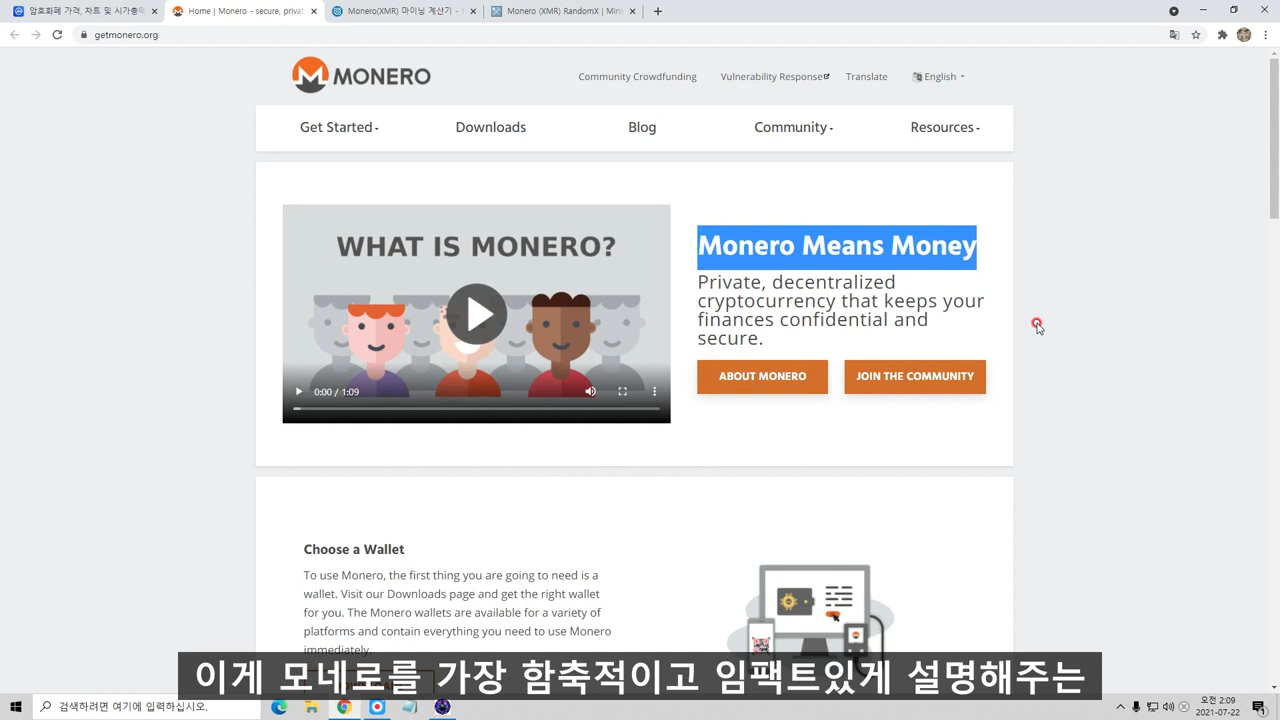 암호화폐 가격, 차트 및 시가총액
Home | Monero - secure, privat
Monero(XMR) 마이닝 계산기 -
Monero (XMR) RandomX | Min
getmonero.org
MONERO
Community Crowdfunding
Vulnerability Response
Translate
English
Get Started
Downloads
Blog
Community
Resources
WHAT IS MONERO?
0:00 / 1:09
Monero Means Money
Private, decentralized
cryptocurrency that keeps your
finances confidential and
secure.
ABOUT MONERO
JOIN THE COMMUNITY
Choose a Wallet
To use Monero, the first thing you are going to need is a
wallet. Visit our Downloads page and get the right wallet
for you. The Monero wallets are available for a variety of
platforms and contain everything you need to use Monero
immediately.
이게 모네로를 가장 함축적이고 임팩트있게 설명해주는
검색하려면 여기에 입력하십시오.
오전 2:09
2021-07-22